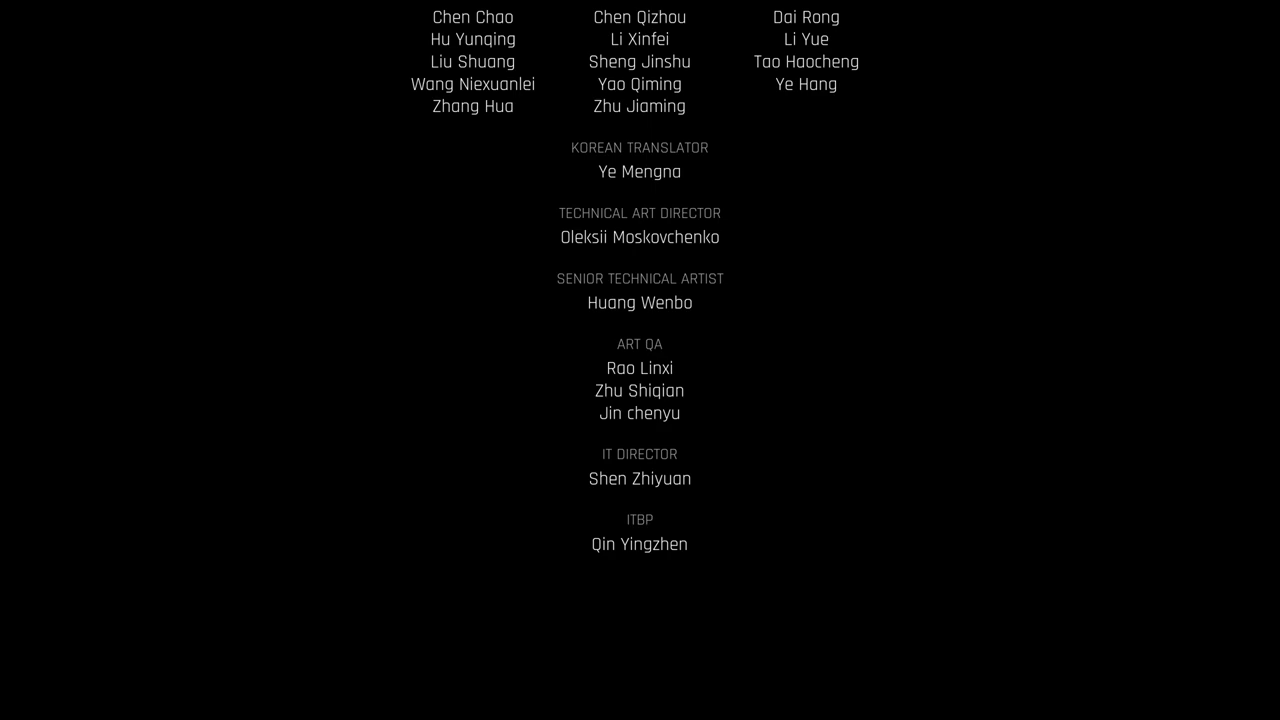 Chen Chao Chen Qizhou Dai Rong
Hu Yunqing Li Xinfei Li Yue
Liu Shuang Sheng Jinshu Tao Haocheng
Wang Niexuanlei Yao Qiming Ye Hang
Zhang Hua Zhu Jiaming
KOREAN TRANSLATOR
Ye Mengna
TECHNICAL ART DIRECTOR
Oleksii Moskovchenko
SENIOR TECHNICAL ARTIST
Huang Wenbo
ART QA
Rao Linxi
Zhu Shiqian
Jin chenyu
IT DIRECTOR
Shen Zhiyuan
ITBP
Qin Yingzhen